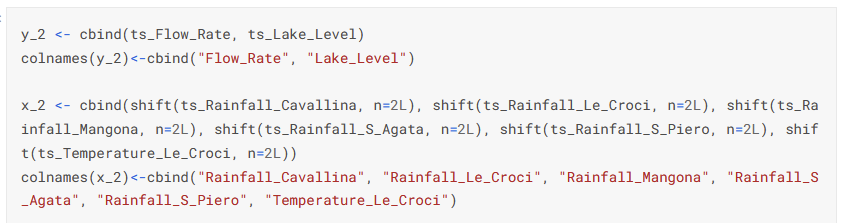 y_2 <- cbind(ts_Flow_Rate, ts_Lake_Level)
colnames(y_2)<-cbind("Flow_Rate", "Lake_Level")

x_2 <- cbind(shift(ts_Rainfall_Cavallina, n=2L), shift(ts_Rainfall_Le_Croci, n=2L), shift(ts_Ra
infall_Mangona, n=2L), shift(ts_Rainfall_S_Agata, n=2L), shift(ts_Rainfall_S_Piero, n=2L), shif
t(ts_Temperature_Le_Croci, n=2L))
colnames(x_2)<-cbind("Rainfall_Cavallina", "Rainfall_Le_Croci", "Rainfall_Mangona", "Rainfall_S
_Agata", "Rainfall_S_Piero", "Temperature_Le_Croci")